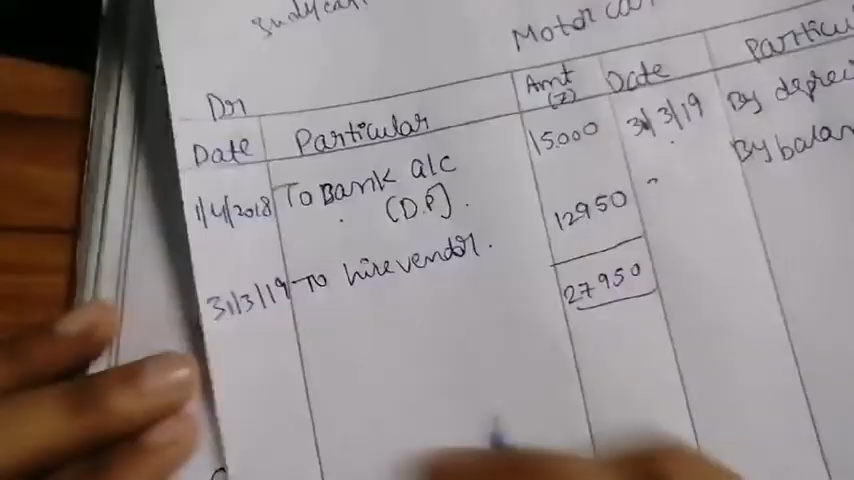 Motor car
Dr
Date Particular Amt Date Particu
(₹)
1/4/2018 To Bank a/c 15000 31/3/19 By deprei
(D.P). By balan
31/3/19 To hire vendor. 12950 "
27950